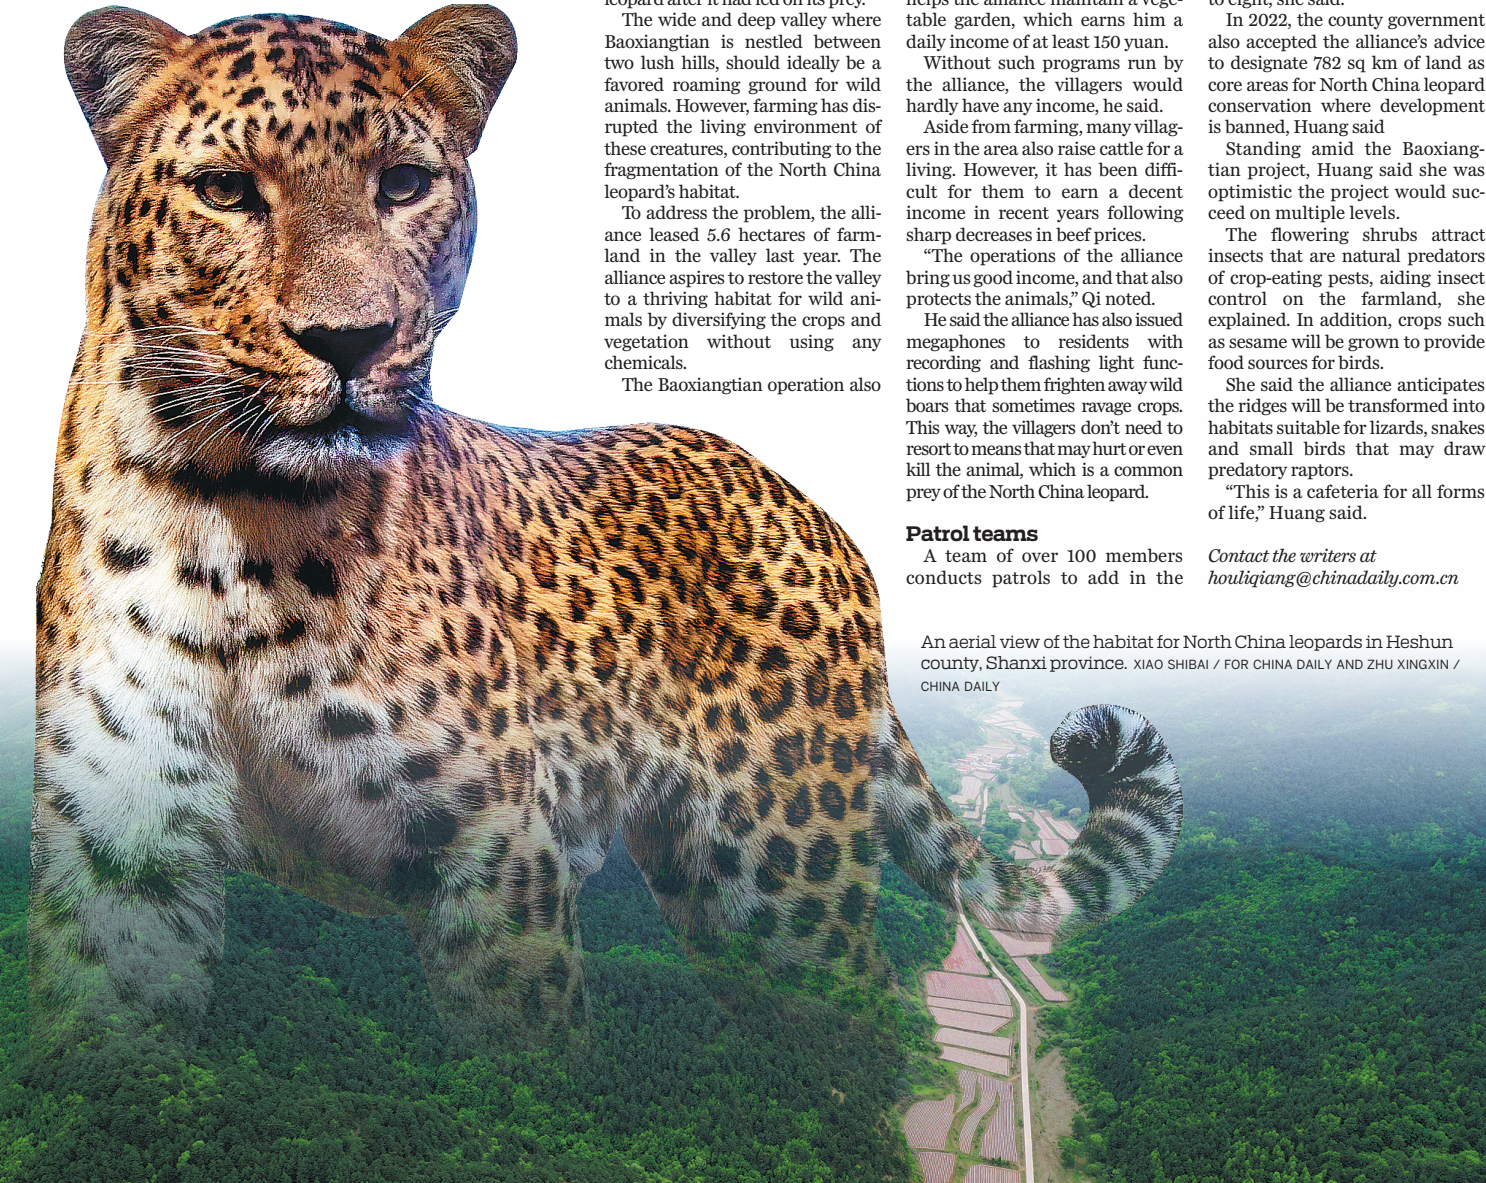 leopard after it had fed on its prey.
The wide and deep valley where
Baoxiangtian is nestled between
two lush hills, should ideally be a
favored roaming ground for wild
animals. However, farming has dis-
rupted the living environment of
these creatures, contributing to the
fragmentation of the North China
leopard's habitat.
To address the problem, the alli-
ance leased 5.6 hectares of farm-
land in the valley last year. The
alliance aspires to restore the valley
to a thriving habitat for wild ani-
mals by diversifying the crops and
vegetation without using any
chemicals.
The Baoxiangtian operation also
helps the alliance maintain a vege-
table garden, which earns him a
daily income of at least 150 yuan.
Without such programs run by
the alliance, the villagers would
hardly have any income, he said.
Aside from farming, many villag-
ers in the area also raise cattle for a
living. However, it has been diffi-
cult for them to earn a decent
income in recent years following
sharp decreases in beef prices.
“The operations of the alliance
bring us good income, and that also
protects the animals,” Qi noted.
He said the alliance has also issued
megaphones to residents with
recording and flashing light func-
tions to help them frighten away wild
boars that sometimes ravage crops.
This way, the villagers don't need to
resort to means that may hurt or even
kill the animal, which is a common
prey of the North China leopard.
Patrol teams
A team of over 100 members
conducts patrols to add in the
to eight, she said.
In 2022, the county government
also accepted the alliance's advice
to designate 782 sq km of land as
core areas for North China leopard
conservation where development
is banned, Huang said
Standing amid the Baoxiang-
tian project, Huang said she was
optimistic the project would suc-
ceed on multiple levels.
The flowering shrubs attract
insects that are natural predators
of crop-eating pests, aiding insect
control on the farmland, she
explained. In addition, crops such
as sesame will be grown to provide
food sources for birds.
She said the alliance anticipates
the ridges will be transformed into
habitats suitable for lizards, snakes
and small birds that may draw
predatory raptors.
“This is a cafeteria for all forms
of life,” Huang said.
Contact the writers at
houliqiang@chinadaily.com.cn
An aerial view of the habitat for North China leopards in Heshun
county, Shanxi province. XIAO SHIBAI / FOR CHINA DAILY AND ZHU XINGXIN /
CHINA DAILY